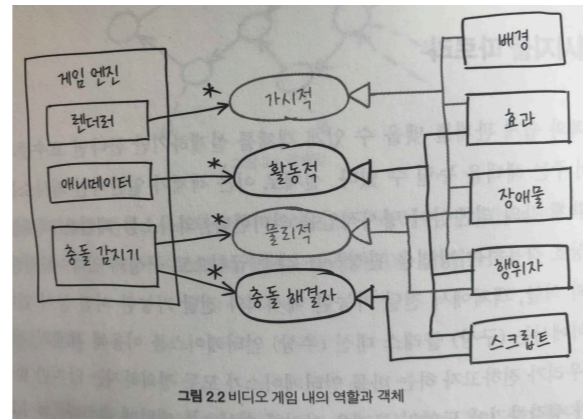 게임 엔진
렌더러
애니메이터
충돌 감지기
*
가시적
*
활동적
*
물리적
*
충돌 해결자
배경
효과
장애물
행위자
스크립트
그림 2.2 비디오 게임 내의 역할과 객체